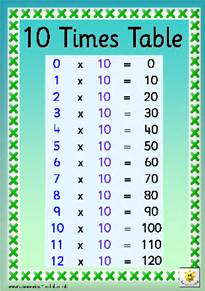 10 Times Table
0 x 10 = 0
1 x 10 = 10
2 x 10 = 20
3 x 10 = 30
4 x 10 = 40
5 x 10 = 50
6 x 10 = 60
7 x 10 = 70
8 x 10 = 80
9 x 10 = 90
10 x 10 = 100
11 x 10 = 110
12 x 10 = 120